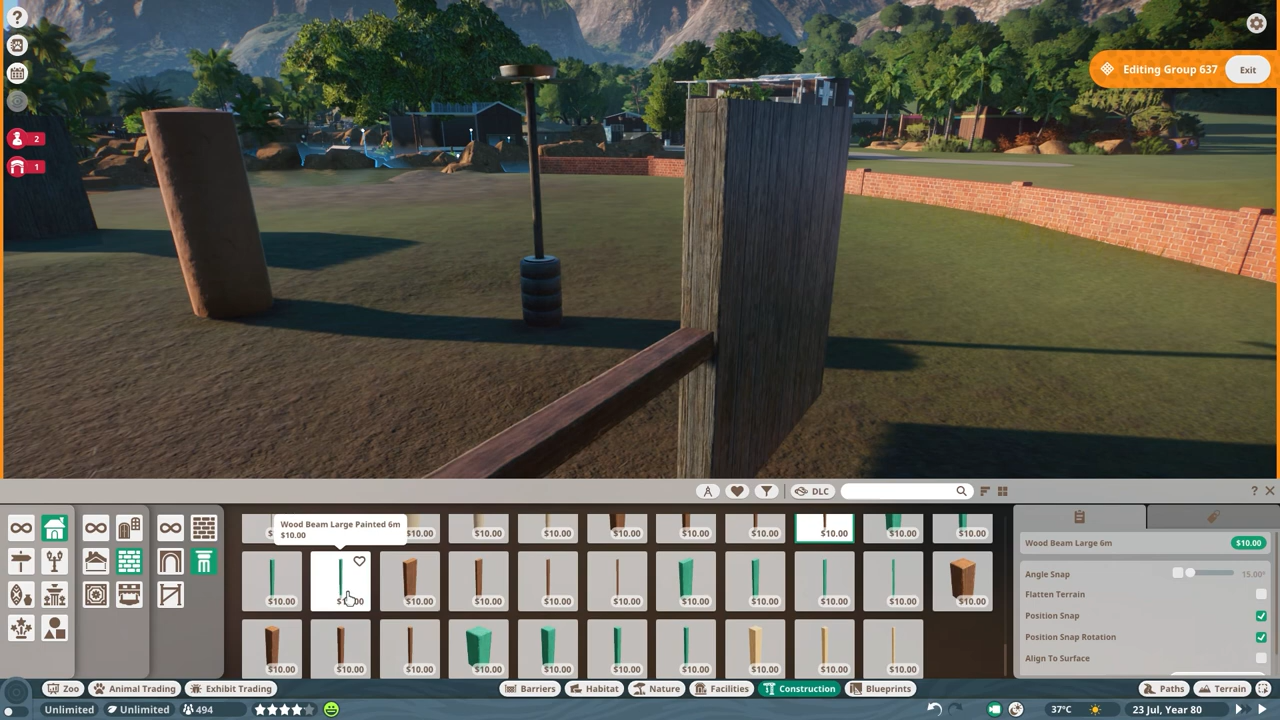 ?
Editing Group 637
Exit
2
1
DLC
? ×
Wood Beam Large Painted 6m
$10.00
$10.00 $10.00 $10.00 $10.00 $10.00 $10.00 $10.00 $10.00 $10.00
$10.00 $10.00 $10.00 $10.00 $10.00 $10.00 $10.00 $10.00 $10.00 $10.00
$10.00 $10.00 $10.00 $10.00 $10.00 $10.00 $10.00 $10.00 $10.00 $10.00
Wood Beam Large 6m $10.00
Angle Snap 15.00°
Flatten Terrain
Position Snap
Position Snap Rotation
Align To Surface
Zoo Animal Trading Exhibit Trading Barriers Habitat Nature Facilities Construction Blueprints Paths Terrain
Unlimited Unlimited 494 37°C 23 Jul, Year 80